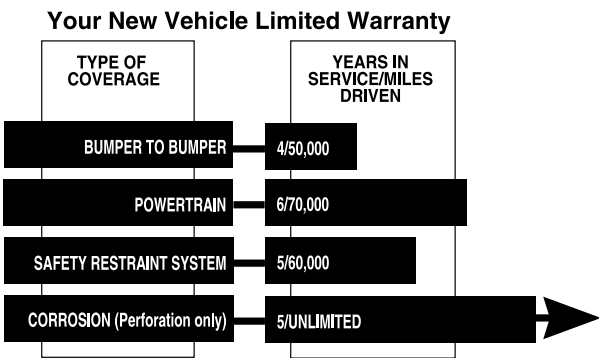 Your New Vehicle Limited Warranty
TYPE OF
COVERAGE
YEARS IN
SERVICE/MILES
DRIVEN
BUMPER TO BUMPER
4/50,000
POWERTRAIN
6/70,000
SAFETY RESTRAINT SYSTEM
5/60,000
CORROSION (Perforation only)
5/UNLIMITED